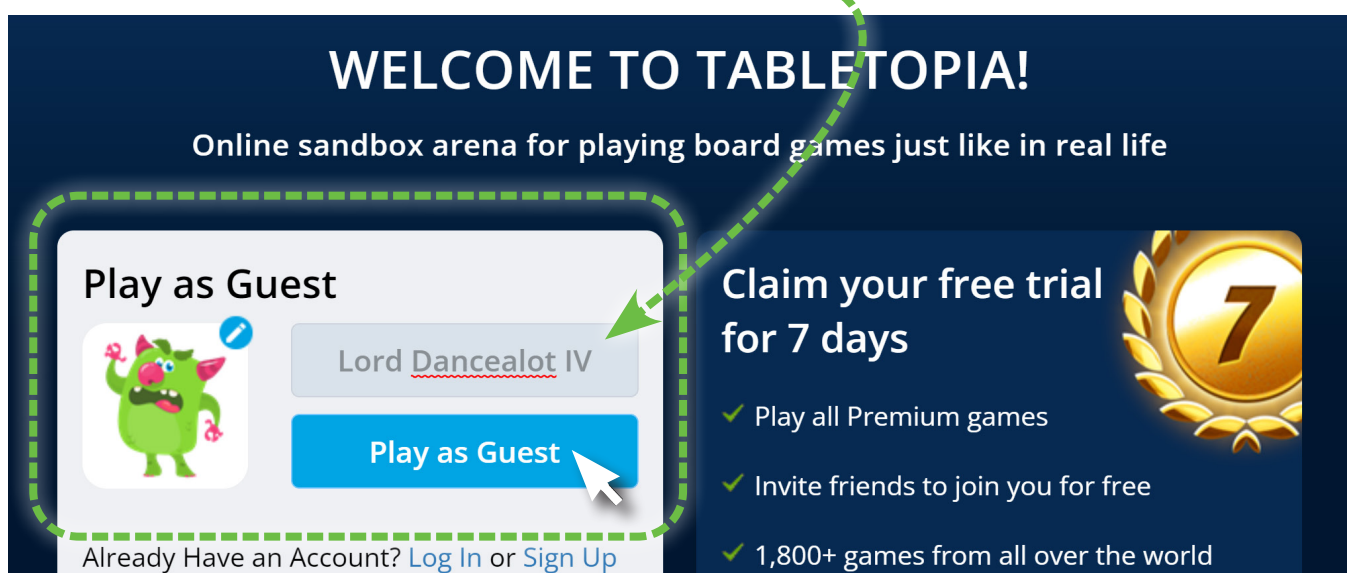 WELCOME TO TABLETOPIA!
Online sandbox arena for playing board games just like in real life
Play as Guest
Lord Dancealot IV
Play as Guest
Already Have an Account? Log In or Sign Up
Claim your free trial
for 7 days
7
Play all Premium games
Invite friends to join you for free
1,800+ games from all over the world